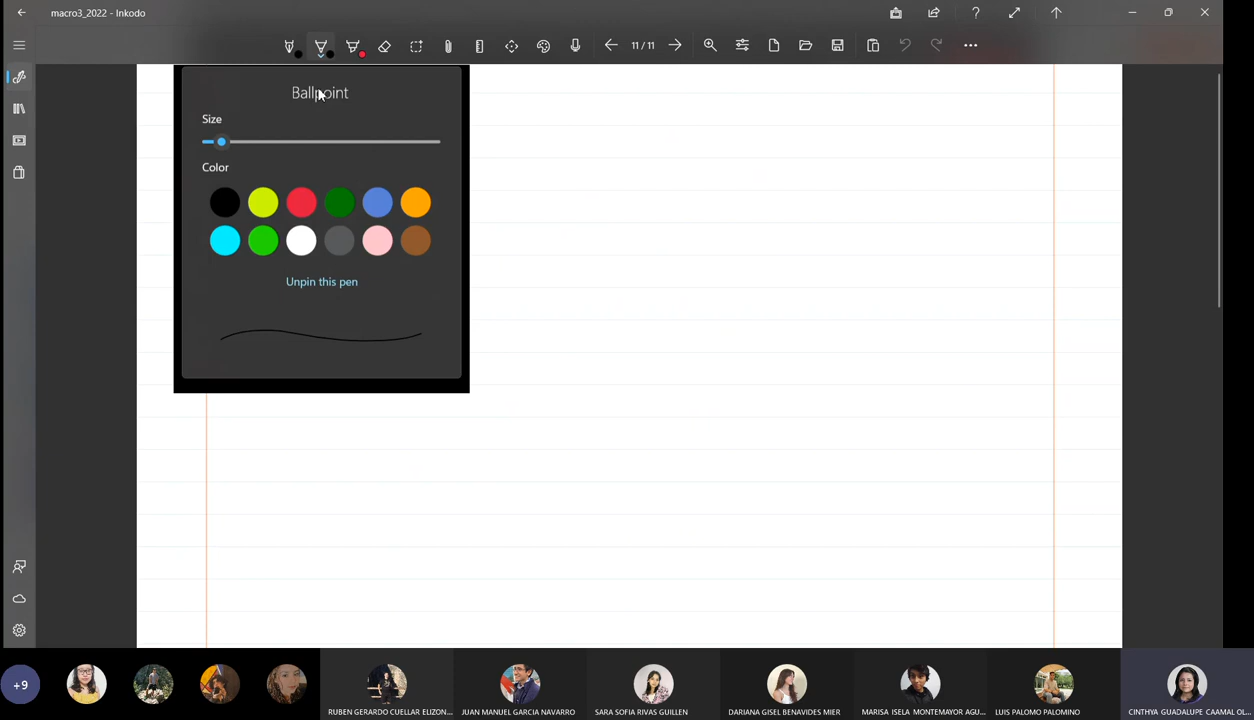 macro3_2022 - Inkodo
11 / 11
Ballpoint
Size
Color
Unpin this pen
+9
RUBEN GERARDO CUELLAR ELIZON...
JUAN MANUEL GARCIA NAVARRO
SARA SOFIA RIVAS GUILLEN
DARIANA GISEL BENAVIDES MIER
MARISA ISELA MONTEMAYOR AGU...
LUIS PALOMO PALOMINO
CINTHYA GUADALUPE CAAMAL OL...